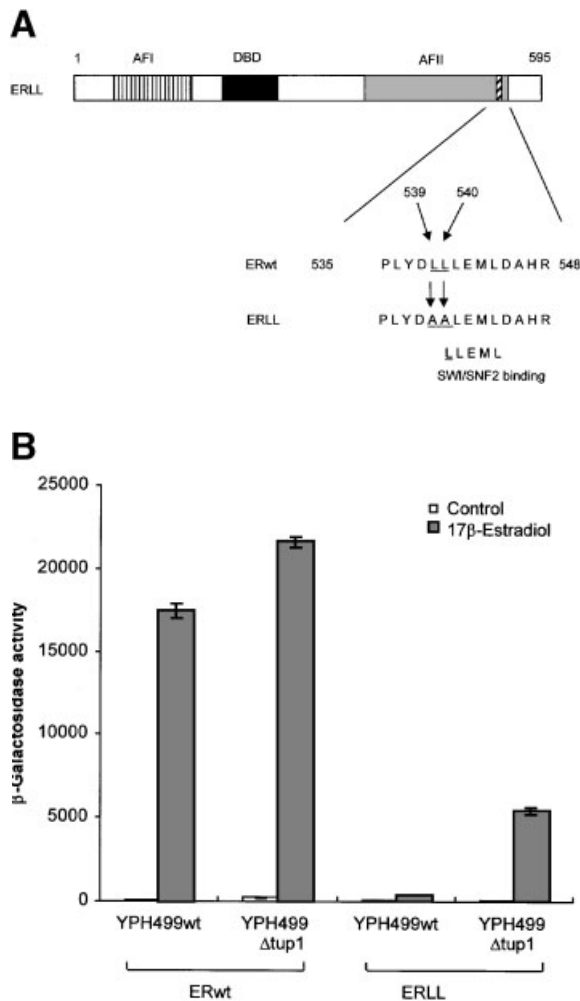 A
1 AFI DBD AFII 595
ERLL
539 540
ERwt 535 PLYDLLLEMLDAHR 548
ERLL PLYDAALEMLDAHR
LLEML
SWI/SNF2 binding
B
25000
20000
15000
10000
5000
0
β-Galactosidase activity
Control
17β-Estradiol
YPH499wt YPH499 Δtup1 YPH499wt YPH499 Δtup1
ERwt ERLL